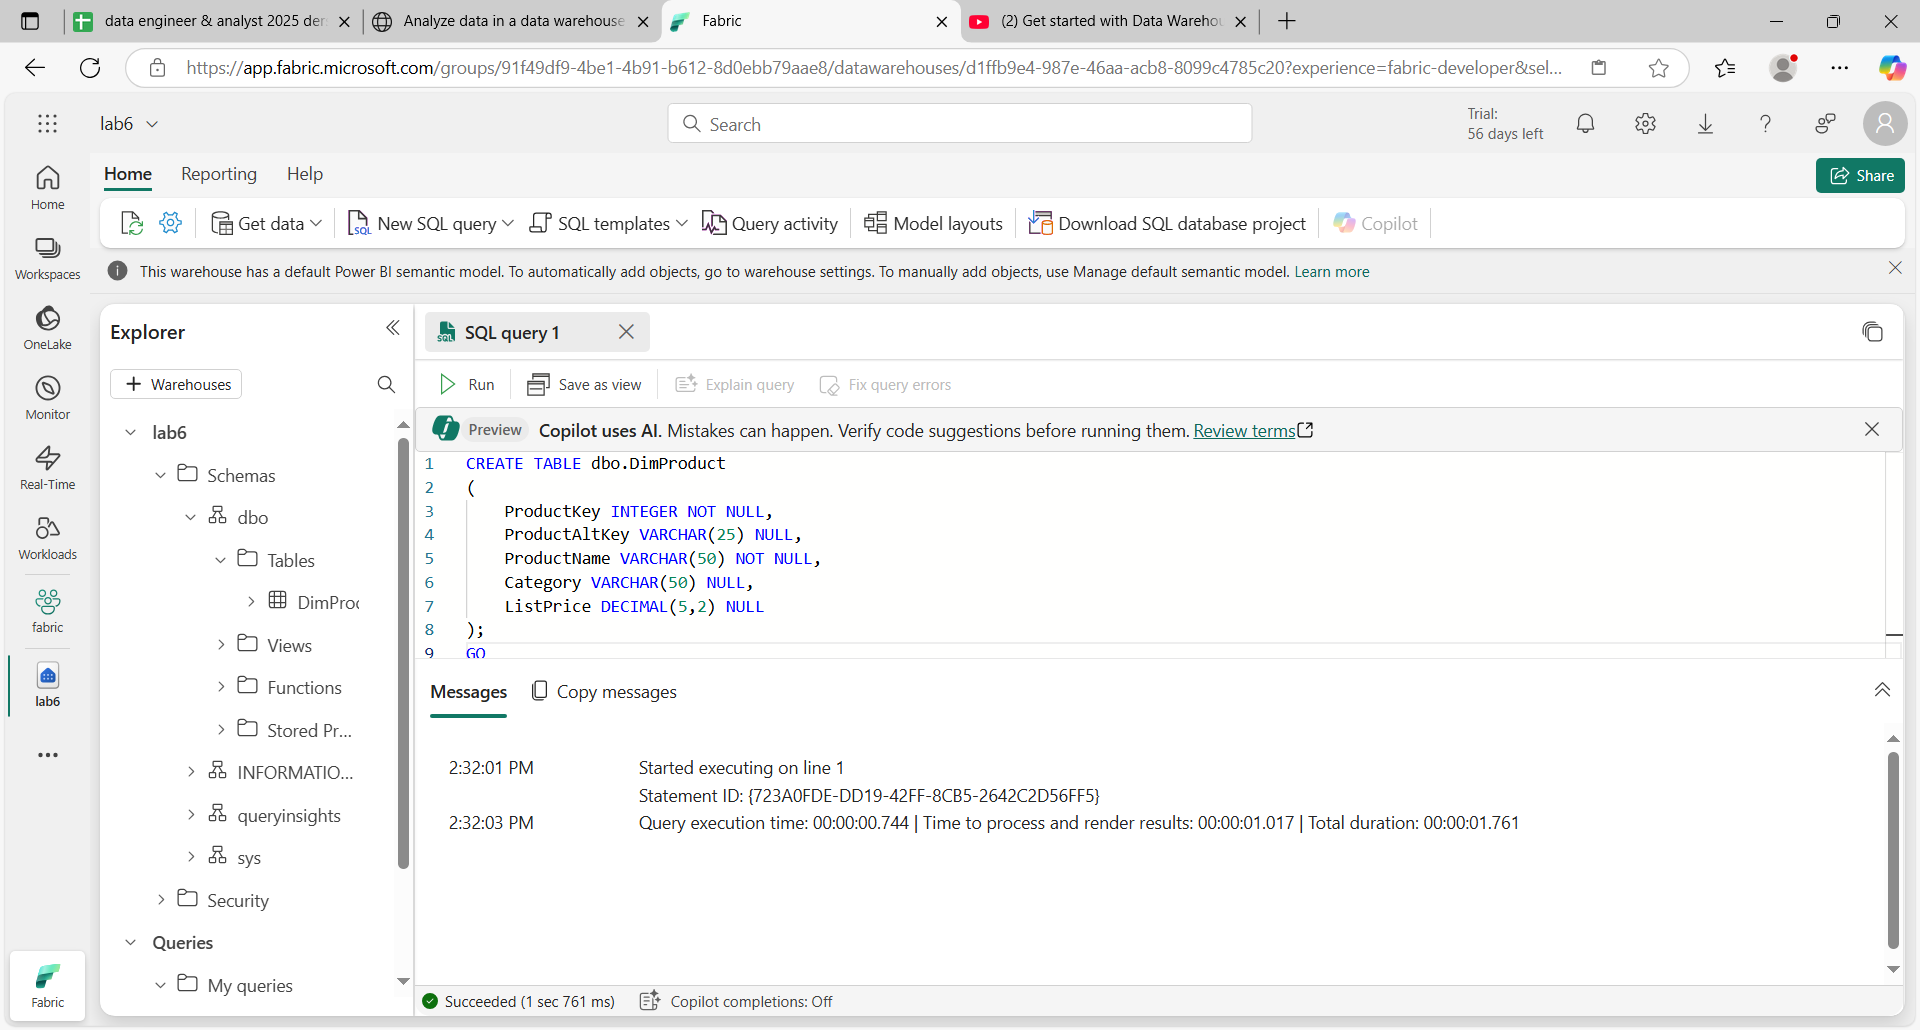 data engineer & analyst 2025 der
Analyze data in a data warehouse
Fabric
(2) Get started with Data Wareho
https://app.fabric.microsoft.com/groups/91f49df9-4be1-4b91-b612-8d0ebb79aae8/datawarehouses/d1ffb9e4-987e-46aa-acb8-8099c4785c20?experience=fabric-developer&sel...
lab6
Search
Trial:
56 days left
Home
Reporting
Help
Share
Get data
New SQL query
SQL templates
Query activity
Model layouts
Download SQL database project
Copilot
This warehouse has a default Power BI semantic model. To automatically add objects, go to warehouse settings. To manually add objects, use Manage default semantic model. Learn more
Home
Workspaces
OneLake
Monitor
Real-Time
Workloads
fabric
lab6
Fabric
Explorer
Warehouses
lab6
Schemas
dbo
Tables
DimProd
Views
Functions
Stored Pr...
INFORMATIO...
queryinsights
sys
Security
Queries
My queries
SQL query 1
Run
Save as view
Explain query
Fix query errors
Preview
Copilot uses AI. Mistakes can happen. Verify code suggestions before running them. Review terms
1 CREATE TABLE dbo.DimProduct
2 (
3 ProductKey INTEGER NOT NULL,
4 ProductAltKey VARCHAR(25) NULL,
5 ProductName VARCHAR(50) NOT NULL,
6 Category VARCHAR(50) NULL,
7 ListPrice DECIMAL(5,2) NULL
8 );
9 GO
Messages
Copy messages
2:32:01 PM Started executing on line 1
Statement ID: {723A0FDE-DD19-42FF-8CB5-2642C2D56FF5}
2:32:03 PM Query execution time: 00:00:00.744 | Time to process and render results: 00:00:01.017 | Total duration: 00:00:01.761
Succeeded (1 sec 761 ms)
Copilot completions: Off